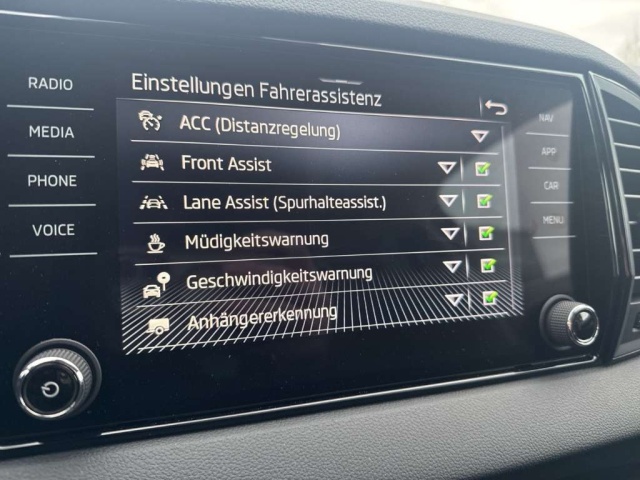 Einstellungen Fahrerassistenz
RADIO
MEDIA
PHONE
VOICE
ACC (Distanzregelung)
Front Assist
Lane Assist (Spurhalteassist.)
Müdigkeitswarnung
Geschwindigkeitswarnung
Anhängererkennung
NAV
APP
CAR
MENU